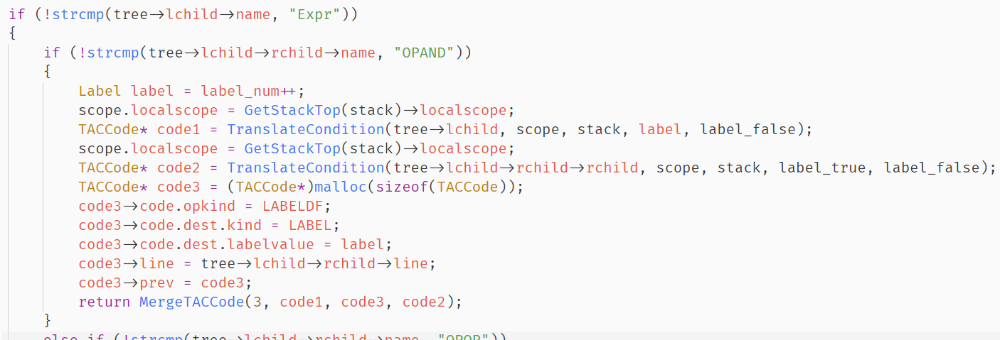 if (!strcmp(tree->lchild->name, "Expr"))
{
if (!strcmp(tree->lchild->rchild->name, "OPAND"))
{
Label label = label_num++;
scope.localscope = GetStackTop(stack)->localscope;
TACCode* code1 = TranslateCondition(tree->lchild, scope, stack, label, label_false);
scope.localscope = GetStackTop(stack)->localscope;
TACCode* code2 = TranslateCondition(tree->lchild->rchild->rchild, scope, stack, label_true, label_false);
TACCode* code3 = (TACCode*)malloc(sizeof(TACCode));
code3->code.opkind = LABELDF;
code3->code.dest.kind = LABEL;
code3->code.dest.labelvalue = label;
code3->line = tree->lchild->rchild->line;
code3->prev = code3;
return MergeTACCode(3, code1, code3, code2);
}
else if (!strcmp(tree->lchild->rchild->name, "OPOR"))